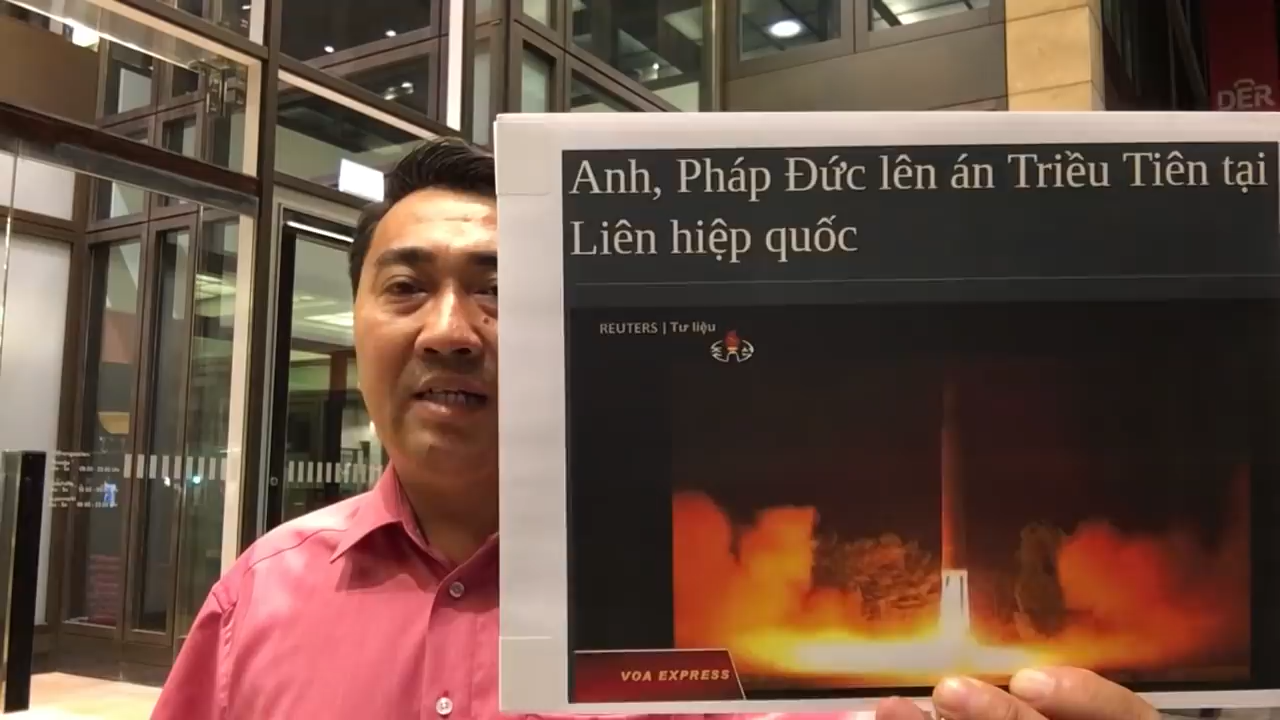 Anh, Pháp Đức lên án Triều Tiên tại
Liên hiệp quốc
REUTERS | Tư liệu
VOA EXPRESS
DER